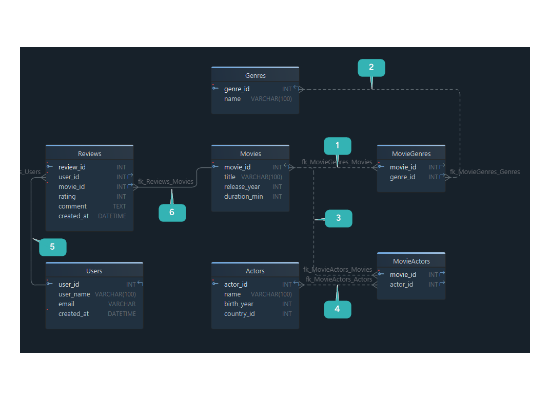 2
Genres
genre_id INT
name VARCHAR(100)
1
Reviews
review_id INT
user_id INT
movie_id INT
rating INT
comment TEXT
created_at DATETIME
Movies
movie_id INT
title VARCHAR(100)
release_year INT
duration_min INT
MovieGenres
movie_id INT
genre_id INT
fk_MovieGenres_Movies
fk_MovieGenres_Genres
_Users
fk_Reviews_Movies
6
3
5
Users
user_id INT
user_name VARCHAR(100)
email VARCHAR
created_at DATETIME
Actors
actor_id INT
name VARCHAR(100)
birth_year INT
country_id INT
fk_MovieActors_Movies
fk_MovieActors_Actors
MovieActors
movie_id INT
actor_id INT
4